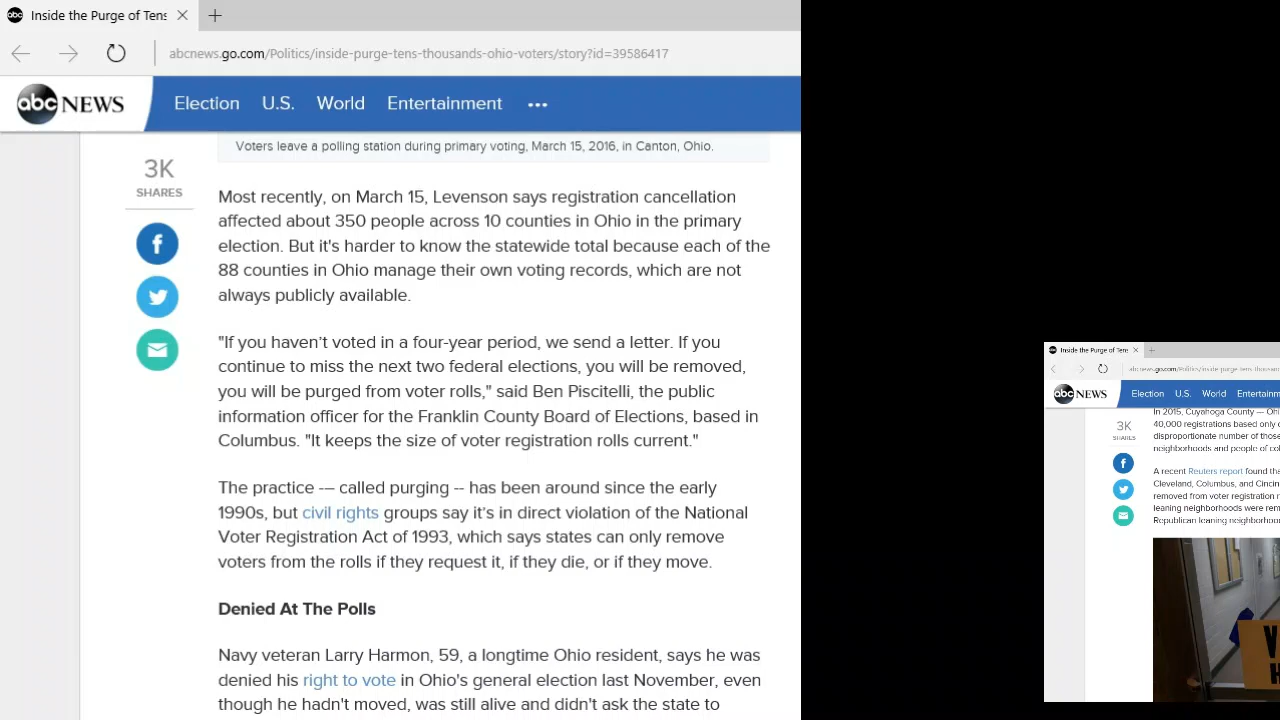 Inside the Purge of Tens
abcnews.go.com/Politics/inside-purge-tens-thousands-ohio-voters/story?id=39586417
abc NEWS Election U.S. World Entertainment
Voters leave a polling station during primary voting, March 15, 2016, in Canton, Ohio.
3K
SHARES
Most recently, on March 15, Levenson says registration cancellation
affected about 350 people across 10 counties in Ohio in the primary
election. But it's harder to know the statewide total because each of the
88 counties in Ohio manage their own voting records, which are not
always publicly available.
"If you haven't voted in a four-year period, we send a letter. If you
continue to miss the next two federal elections, you will be removed,
you will be purged from voter rolls," said Ben Piscitelli, the public
information officer for the Franklin County Board of Elections, based in
Columbus. "It keeps the size of voter registration rolls current."
The practice -– called purging -- has been around since the early
1990s, but civil rights groups say it's in direct violation of the National
Voter Registration Act of 1993, which says states can only remove
voters from the rolls if they request it, if they die, or if they move.
Denied At The Polls
Navy veteran Larry Harmon, 59, a longtime Ohio resident, says he was
denied his right to vote in Ohio's general election last November, even
though he hadn't moved, was still alive and didn't ask the state to
Inside the Purge of Tens
abcnews.go.com/Politics/inside-purge-tens-thousan
abc NEWS Election U.S. World Entertainm
In 2015, Cuyahoga County — Oh
3K
SHARES
40,000 registrations based only
disproportionate number of those
neighborhoods and people of col
A recent Reuters report found tha
Cleveland, Columbus, and Cincin
removed from voter registration
leaning neighborhoods were rem
Republican leaning neighborhoo